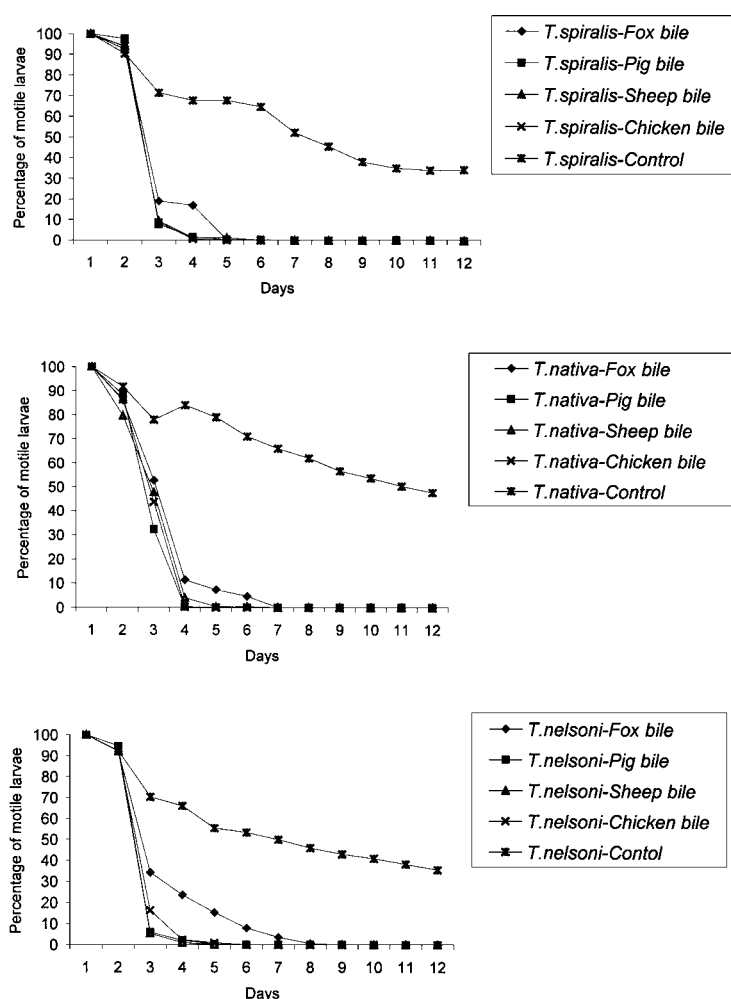 Percentage of motile larvae
100
90
80
70
60
50
40
30
20
10
0
1 2 3 4 5 6 7 8 9 10 11 12
Days
T.spiralis-Fox bile
T.spiralis-Pig bile
T.spiralis-Sheep bile
T.spiralis-Chicken bile
T.spiralis-Control
Percentage of motile larvae
100
90
80
70
60
50
40
30
20
10
0
1 2 3 4 5 6 7 8 9 10 11 12
Days
T.nativa-Fox bile
T.nativa-Pig bile
T.nativa-Sheep bile
T.nativa-Chicken bile
T.nativa-Control
Percentage of motile larvae
100
90
80
70
60
50
40
30
20
10
0
1 2 3 4 5 6 7 8 9 10 11 12
Days
T.nelsoni-Fox bile
T.nelsoni-Pig bile
T.nelsoni-Sheep bile
T.nelsoni-Chicken bile
T.nelsoni-Contol